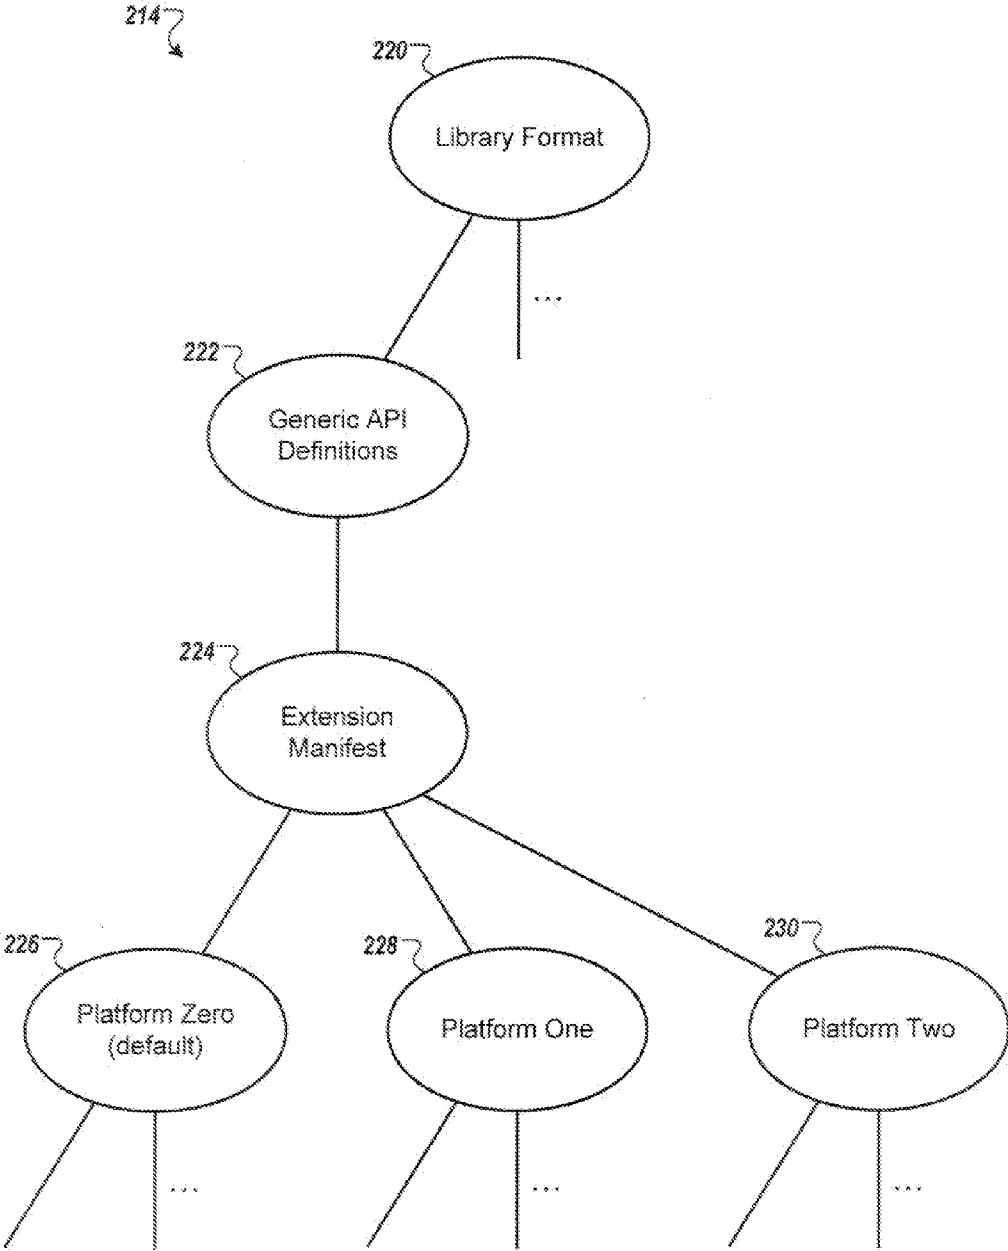 214
220
Library Format
...
222
Generic API
Definitions
224
Extension
Manifest
226
Platform Zero
(default)
...
228
Platform One
...
230
Platform Two
...